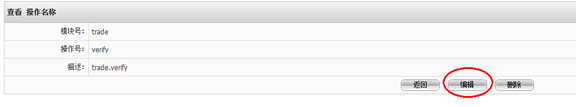 查看 操作名称
模块号: trade
操作号: verify
描述: trade.verify
返回 编辑 删除